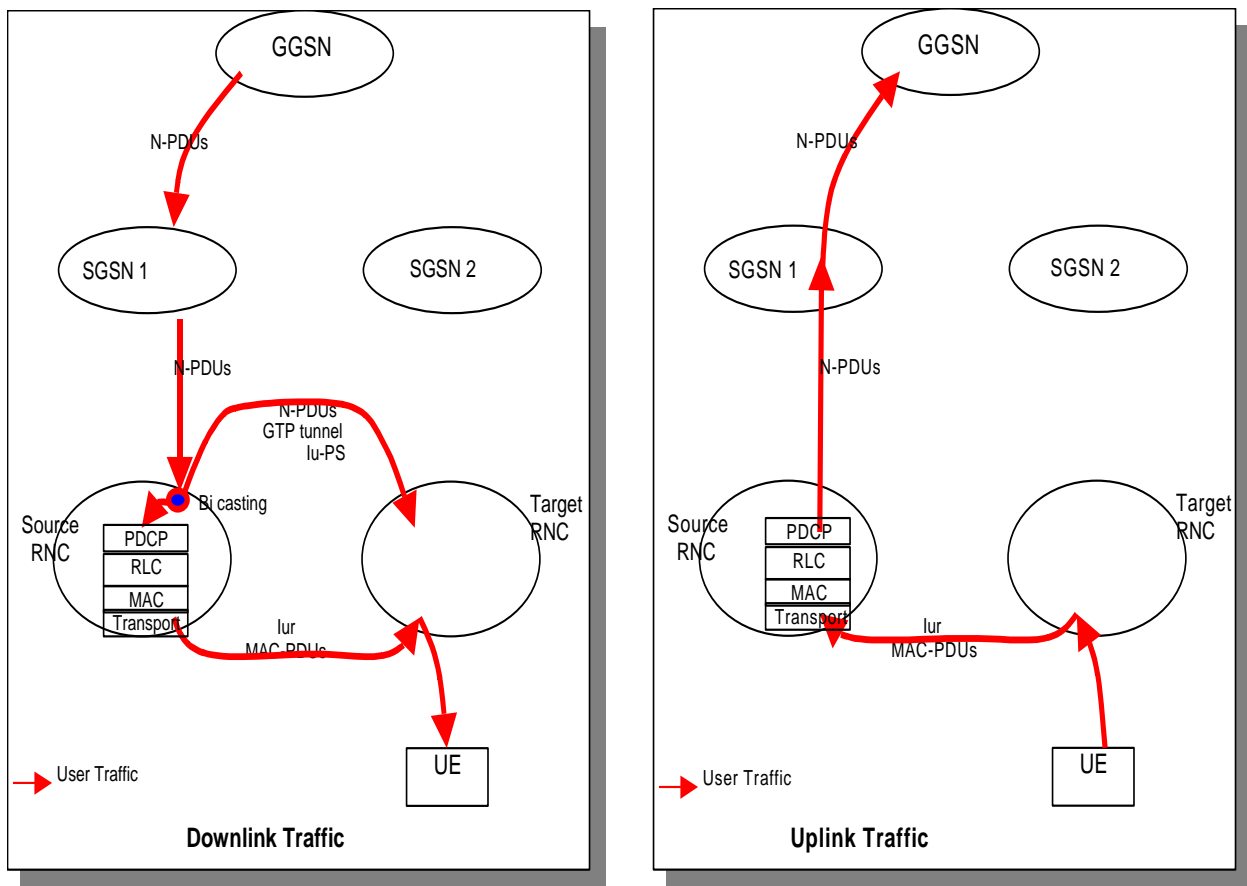 GGSN
N-PDUs
SGSN 1
SGSN 2
N-PDUs
N-PDUs
GTP tunnel
Iu-PS
Bi casting
Source
RNC
Target
RNC
PDCP
RLC
MAC
Transport
Iur
MAC-PDUs
UE
User Traffic
Downlink Traffic
GGSN
N-PDUs
SGSN 1
SGSN 2
N-PDUs
Source
RNC
Target
RNC
PDCP
RLC
MAC
Transport
Iur
MAC-PDUs
UE
User Traffic
Uplink Traffic